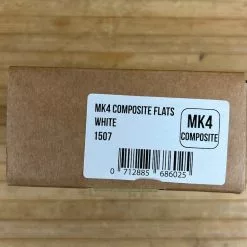 MK4 COMPOSITE FLATS
WHITE
1507
MK4
COMPOSITE
0 712885 686025